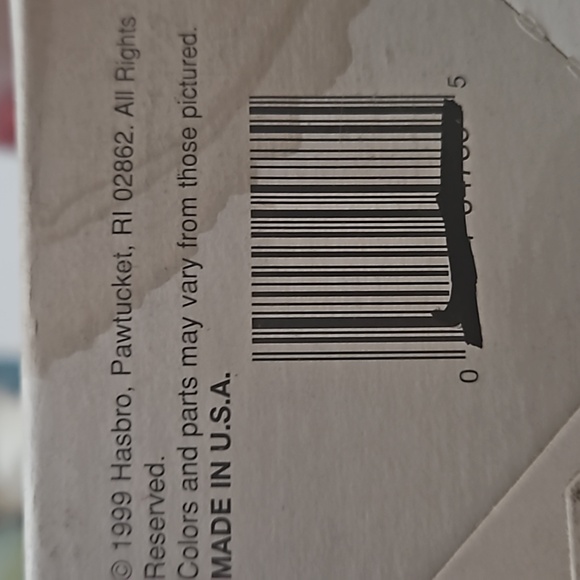 © 1999 Hasbro, Pawtucket, RI 02862. All Rights
Reserved.
Colors and parts may vary from those pictured.
MADE IN U.S.A.
0 5